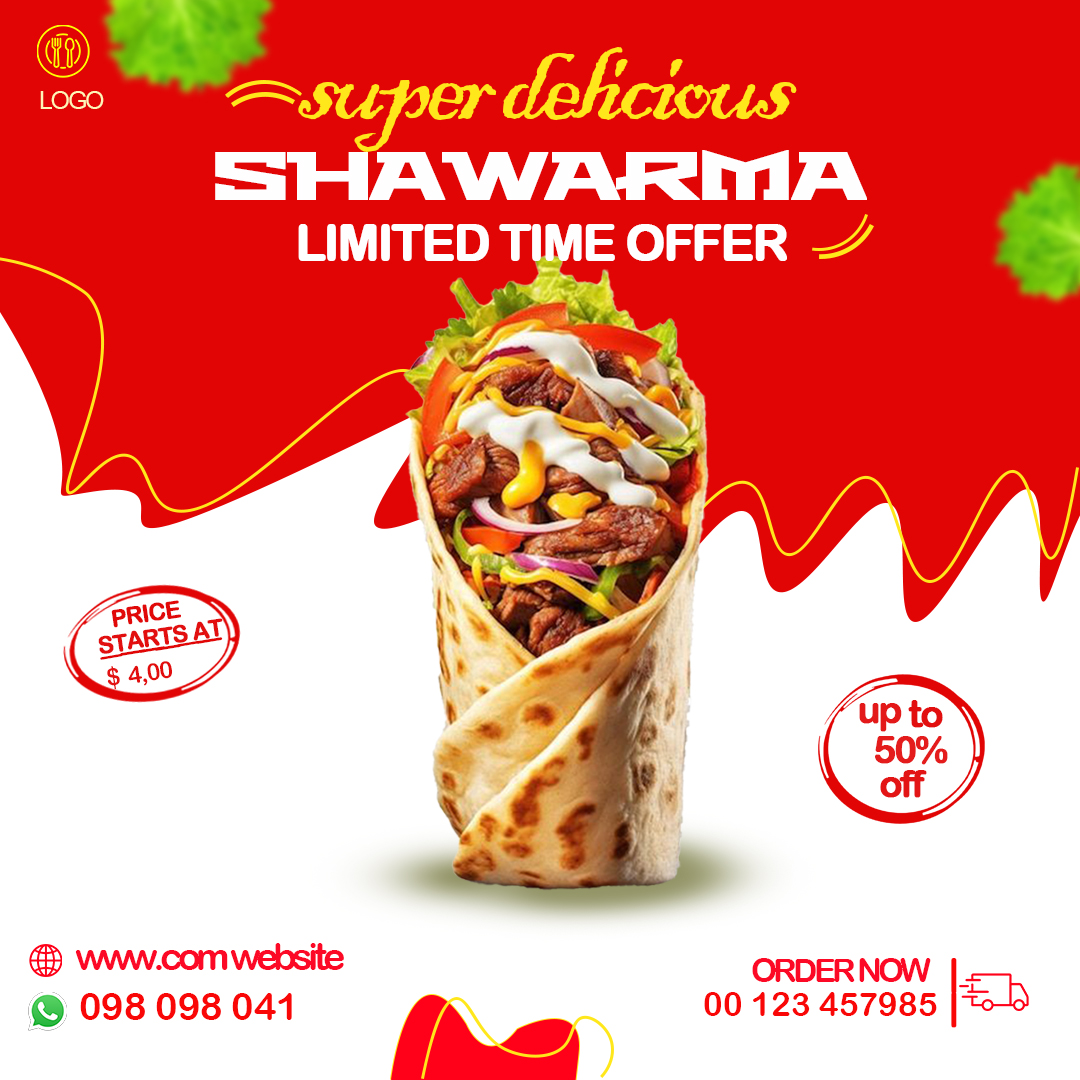 LOGO
super delicious
SHAWARMA
LIMITED TIME OFFER
PRICE
STARTS AT
$ 4,00
up to
50%
off
www.com website
098 098 041
ORDER NOW
00 123 457985